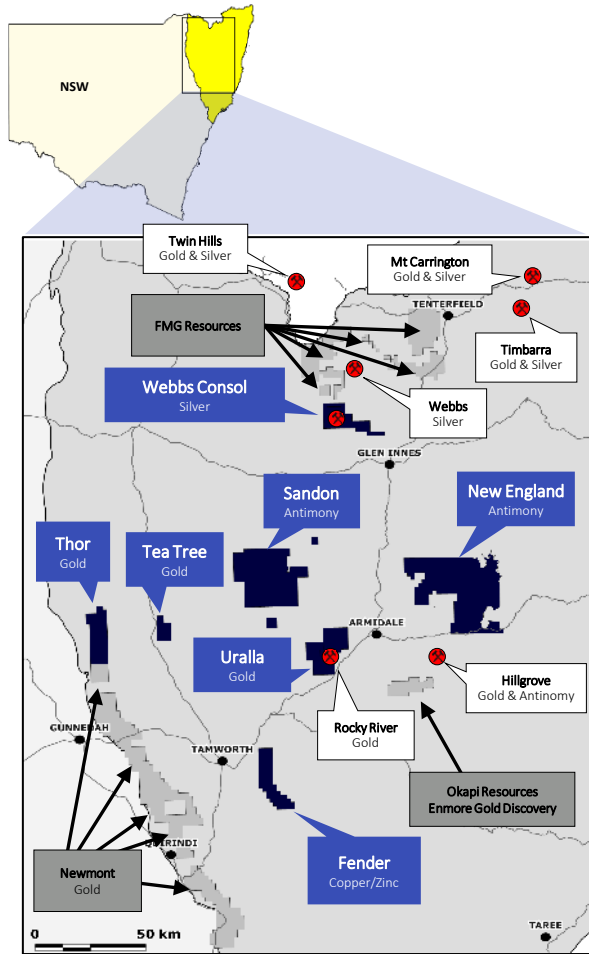 NSW
Twin Hills
Gold & Silver
Mt Carrington
Gold & Silver
TENTERFIELD
FMG Resources
Timbarra
Gold & Silver
Webbs Consol
Silver
Webbs
Silver
GLEN INNES
Sandon
Antimony
New England
Antimony
Thor
Gold
Tea Tree
Gold
ARMIDALE
Uralla
Gold
Hillgrove
Gold & Antinomy
Rocky River
Gold
GUNNEDAH
TAMWORTH
Okapi Resources
Enmore Gold Discovery
QUIRINDI
Newmont
Gold
Fender
Copper/Zinc
TAREE
0 50 km